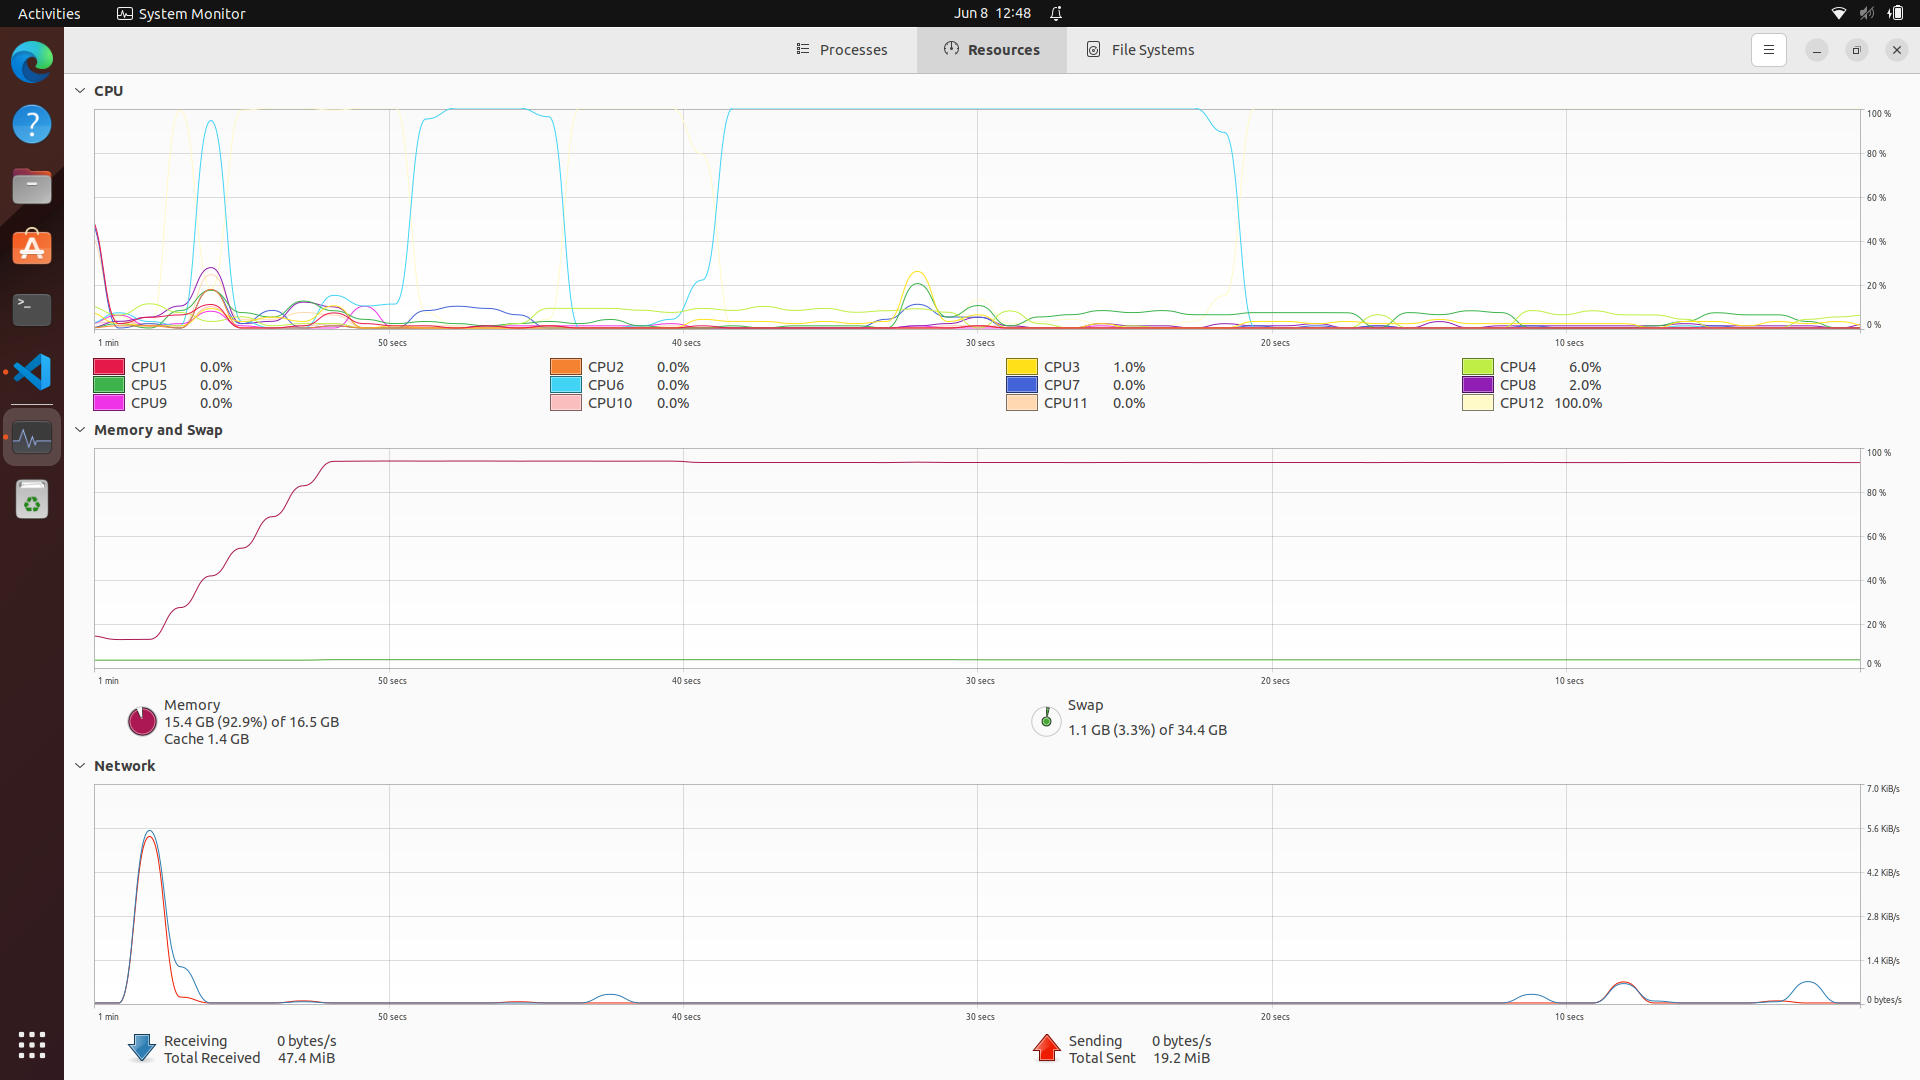 Activities System Monitor Jun 8 12:48
Processes Resources File Systems
CPU
100 %
80 %
60 %
40 %
20 %
0 %
1 min 50 secs 40 secs 30 secs 20 secs 10 secs
CPU1 0.0% CPU2 0.0% CPU3 1.0% CPU4 6.0%
CPU5 0.0% CPU6 0.0% CPU7 0.0% CPU8 2.0%
CPU9 0.0% CPU10 0.0% CPU11 0.0% CPU12 100.0%
Memory and Swap
100 %
80 %
60 %
40 %
20 %
0 %
1 min 50 secs 40 secs 30 secs 20 secs 10 secs
Memory
15.4 GB (92.9%) of 16.5 GB
Cache 1.4 GB
Swap
1.1 GB (3.3%) of 34.4 GB
Network
7.0 KiB/s
5.6 KiB/s
4.2 KiB/s
2.8 KiB/s
1.4 KiB/s
0 bytes/s
1 min 50 secs 40 secs 30 secs 20 secs 10 secs
Receiving 0 bytes/s
Total Received 47.4 MiB
Sending 0 bytes/s
Total Sent 19.2 MiB